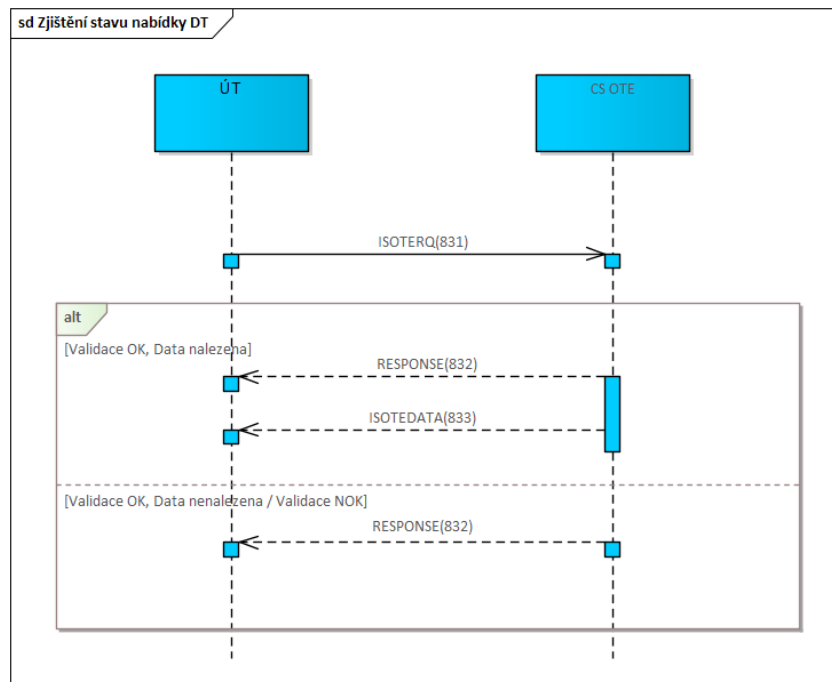 sd Zjištění stavu nabídky DT
ÚT
CS OTE
ISOTERQ(831)
alt
[Validace OK, Data nalezena]
RESPONSE(832)
ISOTEDATA(833)
[Validace OK, Data nenalezena / Validace NOK]
RESPONSE(832)